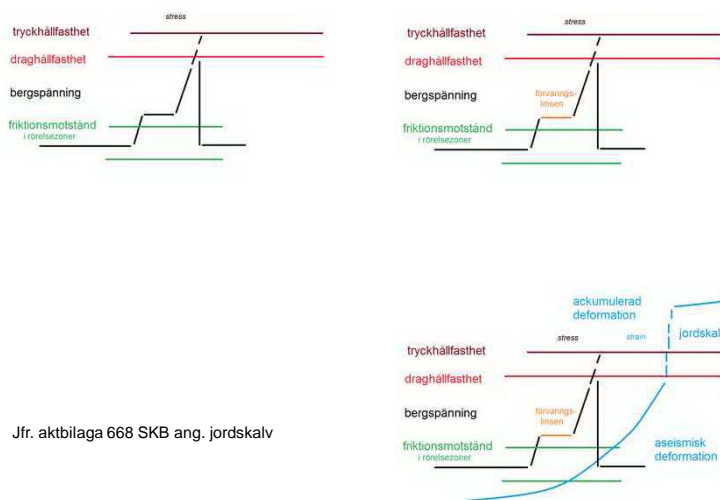 stress
tryckhållfasthet
draghållfasthet
bergspänning
friktionsmotstånd
i rörelsezoner
stress
tryckhållfasthet
draghållfasthet
bergspänning
förvarings-
linsen
friktionsmotstånd
i rörelsezoner
ackumulerad
deformation
stress
strain
jordskal
tryckhållfasthet
draghållfasthet
bergspänning
förvarings-
linsen
friktionsmotstånd
i rörelsezoner
aseismisk
deformation
Jfr. aktbilaga 668 SKB ang. jordskalv